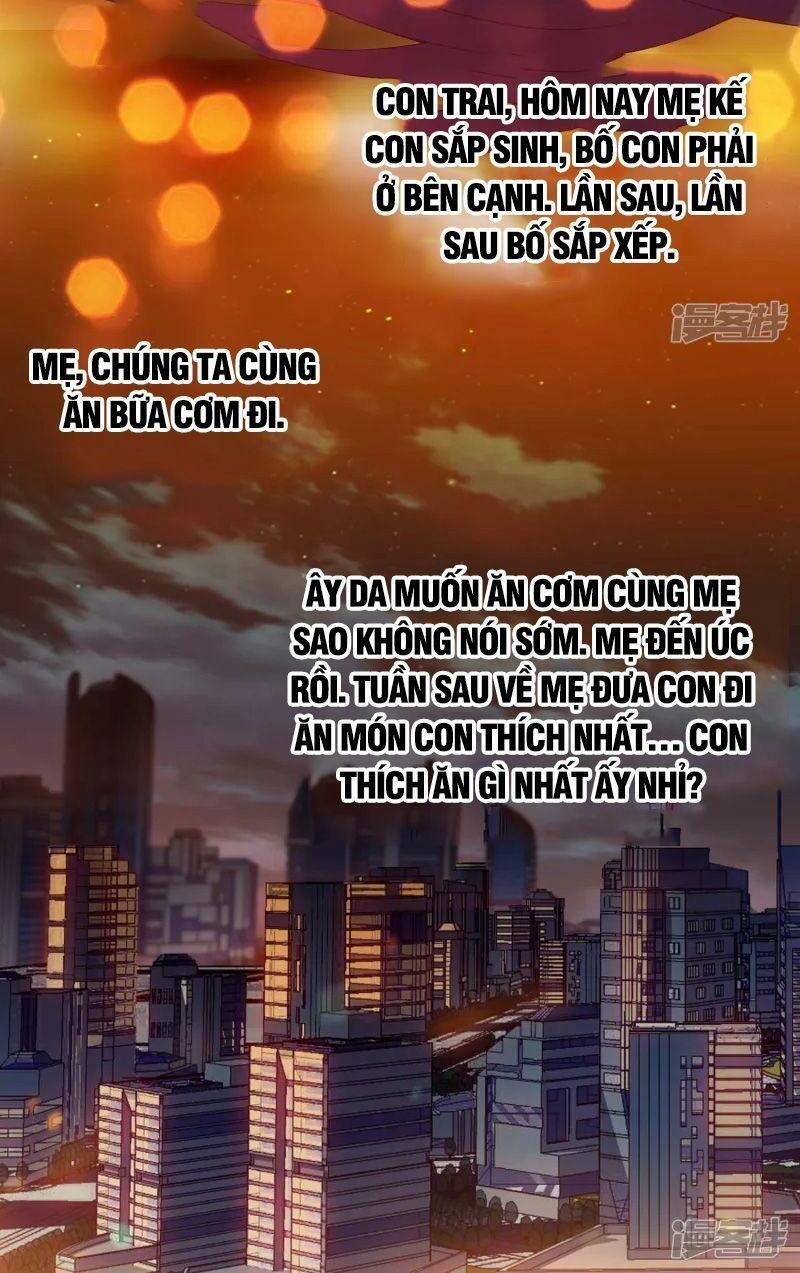 CON TRAI, HÔM NAY MẸ KẾ
CON SẮP SINH, BỐ CON PHẢI
Ở BÊN CẠNH. LẦN SAU, LẦN
SAU BỐ SẮP XẾP.
漫客栈
MẸ, CHÚNG TA CÙNG
ĂN BỮA CƠM ĐI.
ÂY DA MUỐN ĂN CƠM CÙNG MẸ
SAO KHÔNG NÓI SỚM. MẸ ĐẾN ÚC
RỒI. TUẦN SAU VỀ MẸ ĐƯA CON ĐI
ĂN MÓN CON THÍCH NHẤT... CON
THÍCH ĂN GÌ NHẤT ẤY NHỈ?
漫客栈